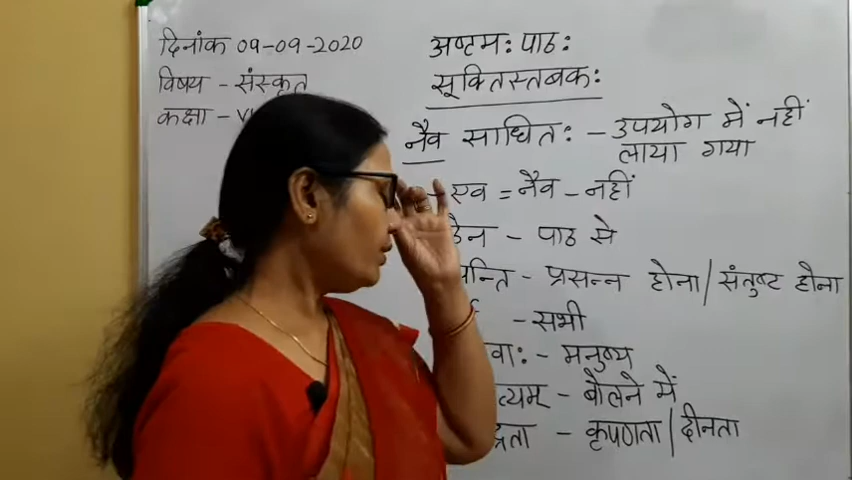 दिनांक 09-09-2020
विषय - संस्कृत
कक्षा - VI
अष्टम: पाठ:
सूक्तिस्तबक:
नैव साधित: - उपयोग में नहीं
लाया गया
एव = नैव - नहीं
- पाठ से
- प्रसन्न होना/संतुष्ट होना
- सभी
- मनुष्य
- बोलने में
- कृपणता/दीनता